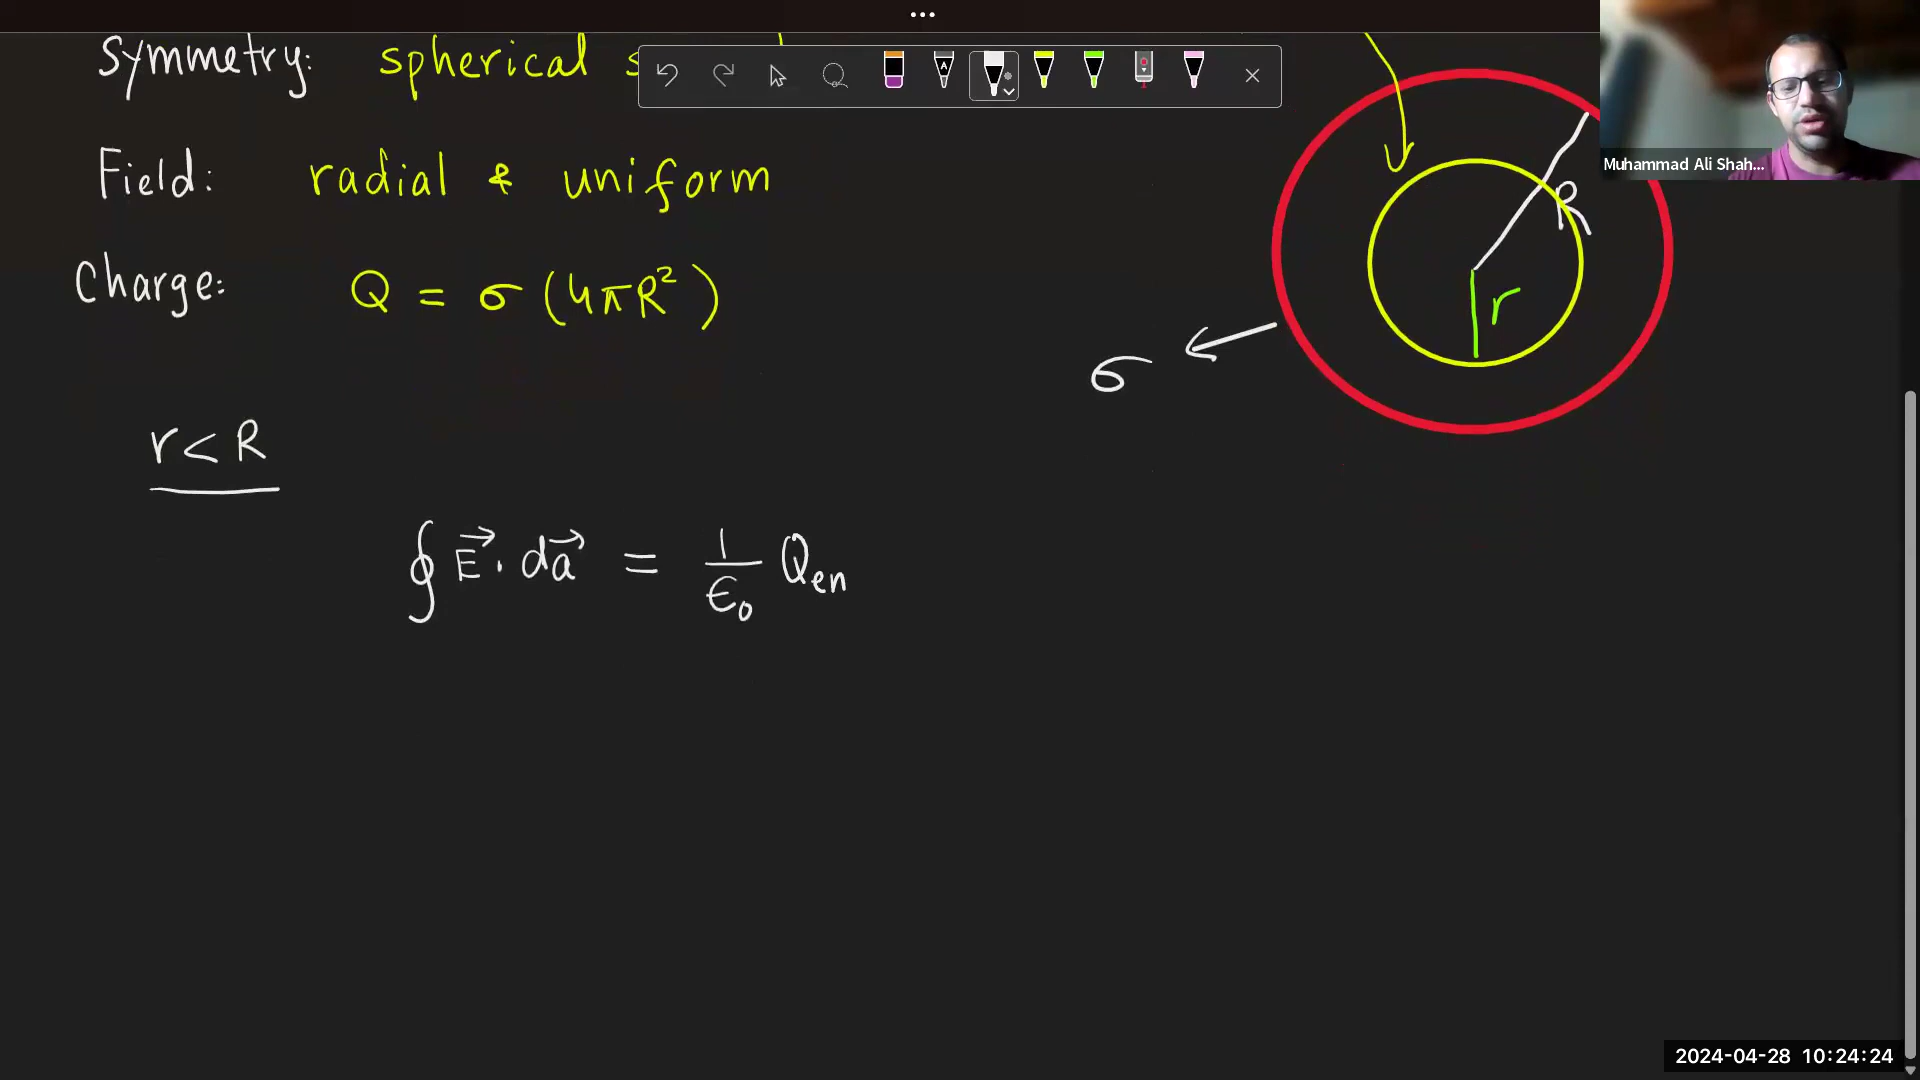 ...
Symmetry: spherical s
Field: radial & uniform
Charge: Q = σ (4πR²)
R
r
σ
r < R
∮ E⃗ · da⃗ = 1/ε₀ Qen
Muhammad Ali Shah...
2024-04-28 10:24:24